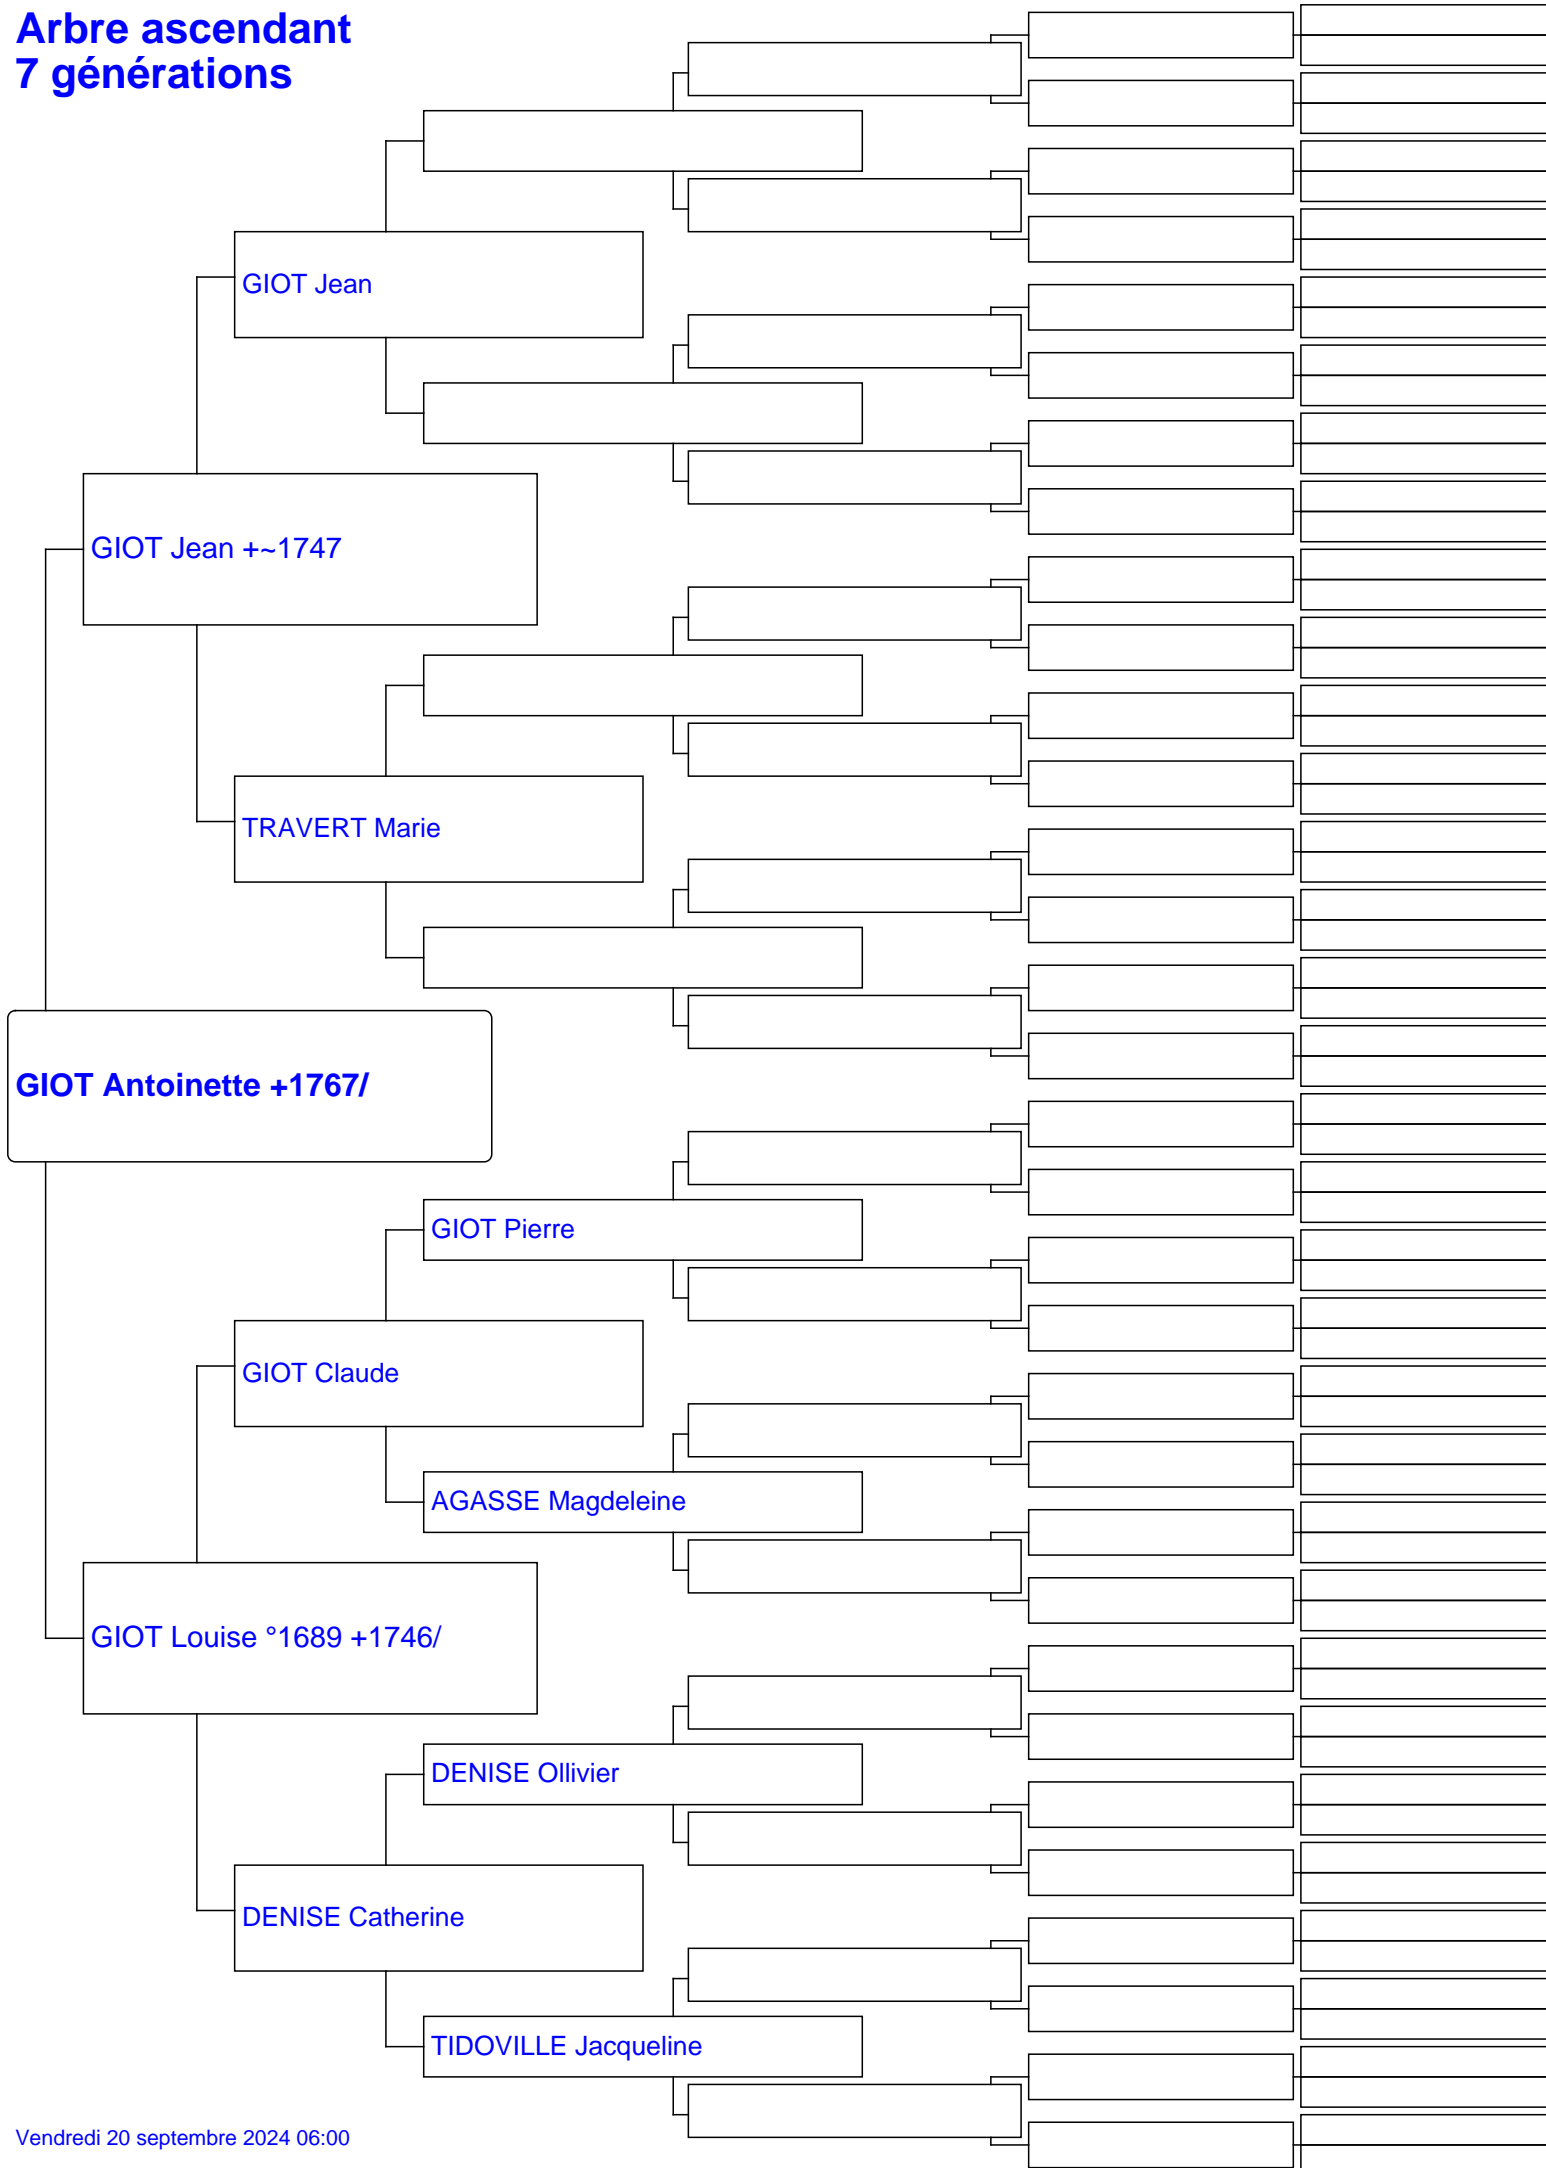 Arbre ascendant
7 générations
GIOT Jean
GIOT Jean +~1747
TRAVERT Marie
GIOT Antoinette +1767/
GIOT Pierre
GIOT Claude
AGASSE Magdeleine
GIOT Louise °1689 +1746/
DENISE Ollivier
DENISE Catherine
TIDOVILLE Jacqueline
Vendredi 20 septembre 2024 06:00